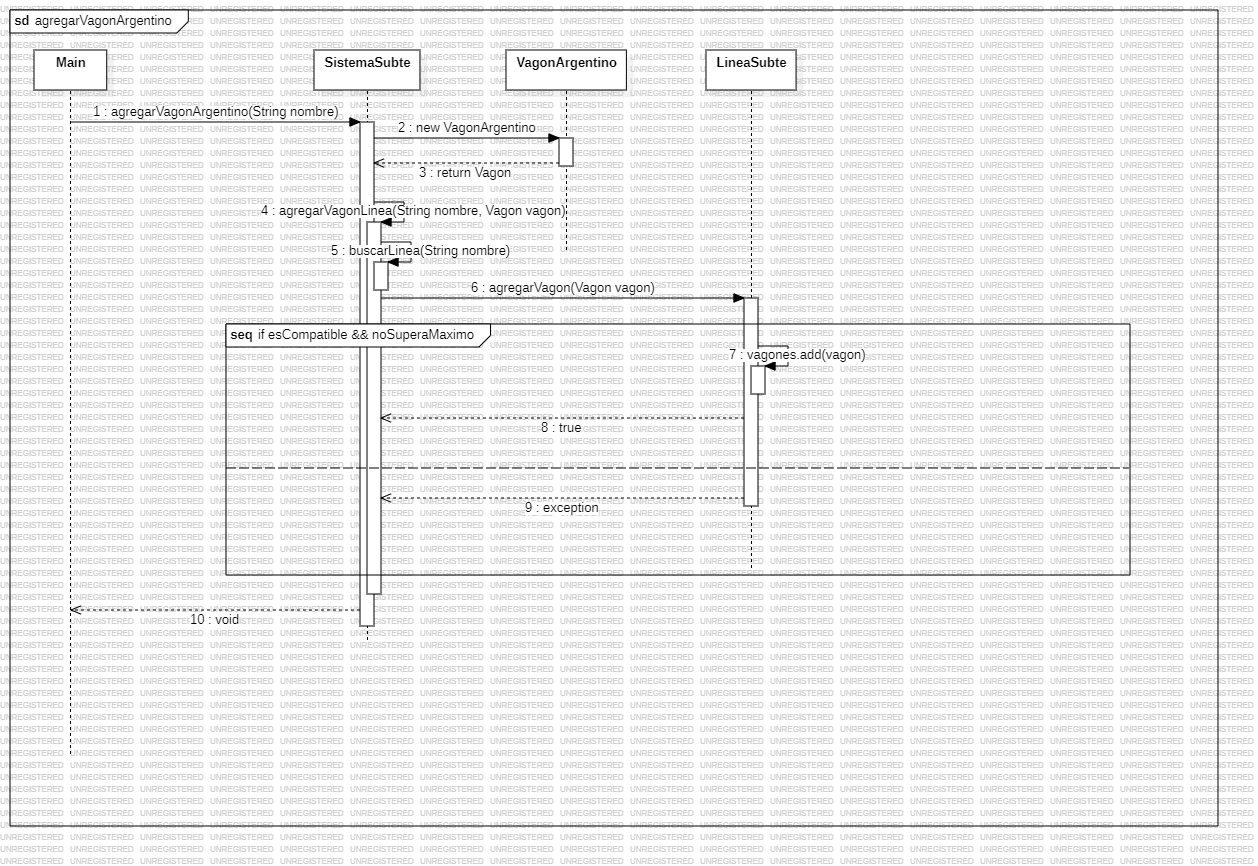 sd agregarVagonArgentino
Main
SistemaSubte
VagonArgentino
LineaSubte
1 : agregarVagonArgentino(String nombre)
2 : new VagonArgentino
3 : return Vagon
4 : agregarVagonLinea(String nombre, Vagon vagon)
5 : buscarLinea(String nombre)
6 : agregarVagon(Vagon vagon)
seq if esCompatible && noSuperaMaximo
7 : vagones.add(vagon)
8 : true
9 : exception
10 : void
UNREGISTERED